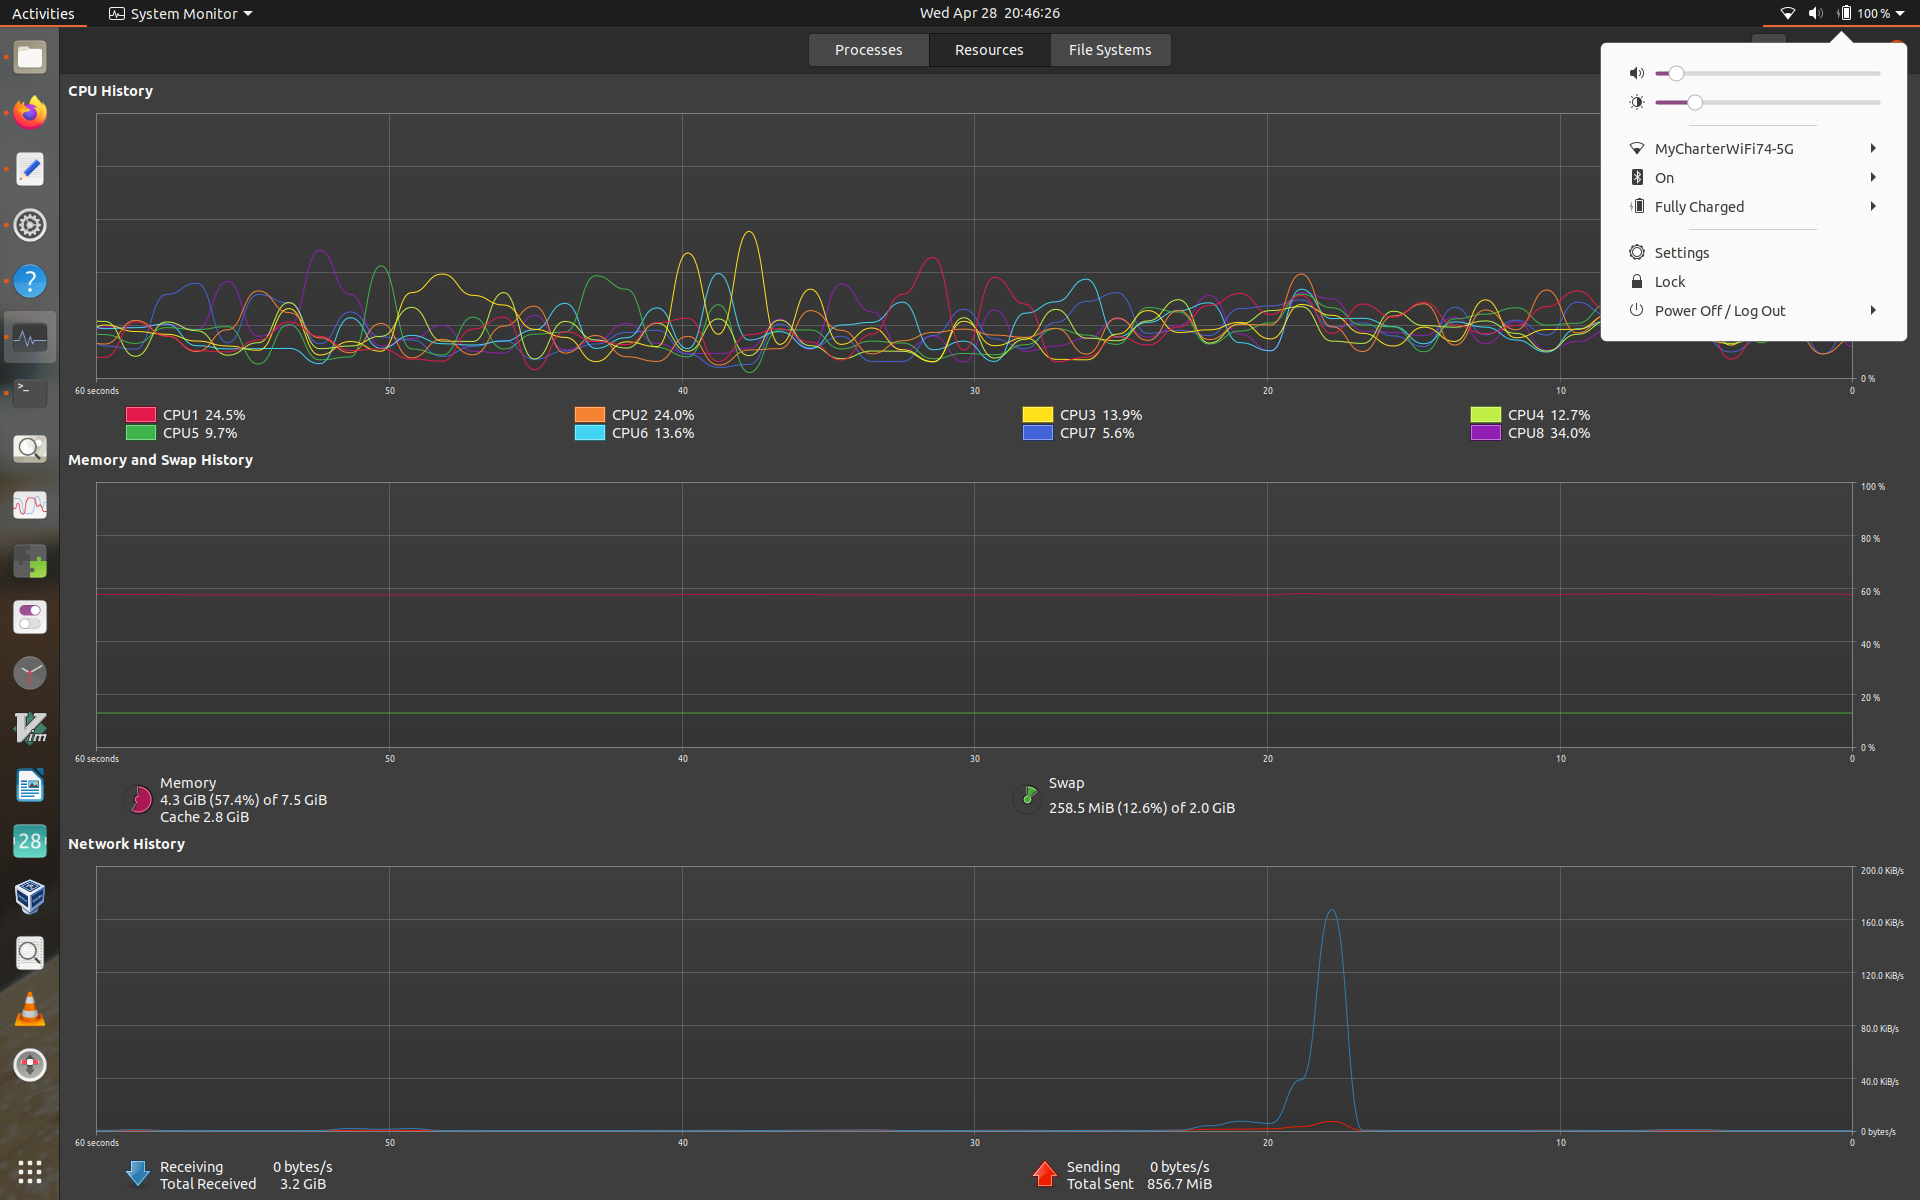 Activities
System Monitor
Wed Apr 28 20:46:26
100 %
Processes
Resources
File Systems
MyCharterWiFi74-5G
On
Fully Charged
Settings
Lock
Power Off / Log Out
CPU History
0 %
60 seconds 50 40 30 20 10 0
CPU1 24.5% CPU2 24.0% CPU3 13.9% CPU4 12.7%
CPU5 9.7% CPU6 13.6% CPU7 5.6% CPU8 34.0%
Memory and Swap History
100 %
80 %
60 %
40 %
20 %
0 %
60 seconds 50 40 30 20 10 0
Memory
4.3 GiB (57.4%) of 7.5 GiB
Cache 2.8 GiB
Swap
258.5 MiB (12.6%) of 2.0 GiB
Network History
200.0 KiB/s
160.0 KiB/s
120.0 KiB/s
80.0 KiB/s
40.0 KiB/s
0 bytes/s
60 seconds 50 40 30 20 10 0
Receiving 0 bytes/s
Total Received 3.2 GiB
Sending 0 bytes/s
Total Sent 856.7 MiB
?
>_
Vim
28